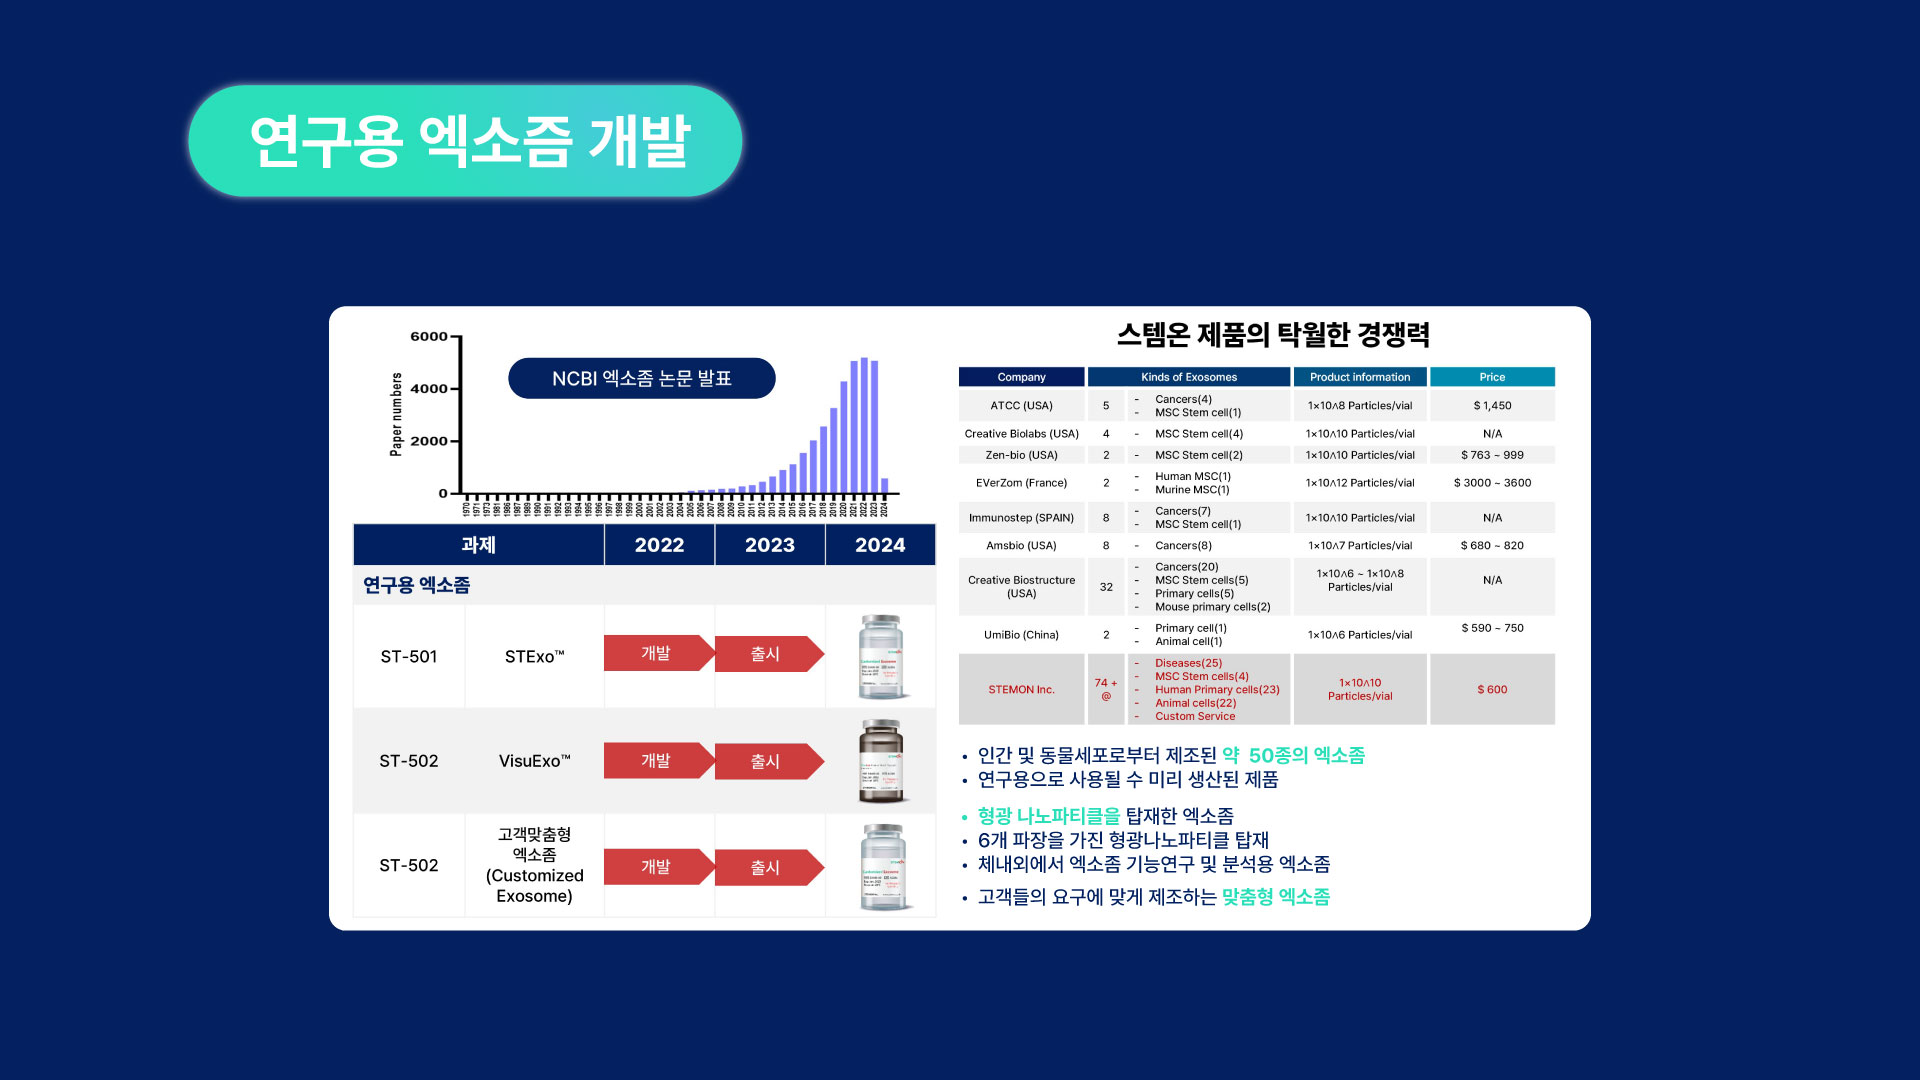 연구용 엑소좀 개발
6000
4000
2000
0
Paper numbers
NCBI 엑소좀 논문 발표
1970 1971 1973 1981 1986 1987 1989 1990 1991 1992 1993 1994 1995 1996 1997 1998 1999 2000 2001 2002 2003 2004 2005 2006 2007 2008 2009 2010 2011 2012 2013 2014 2015 2016 2017 2018 2019 2020 2021 2022 2023 2024
과제 2022 2023 2024
연구용 엑소좀
ST-501 STExo™ 개발 출시
ST-502 VisuExo™ 개발 출시
ST-502 고객맞춤형
엑소좀
(Customized
Exosome)
개발 출시
스템온 제품의 탁월한 경쟁력
Company Kinds of Exosomes Product information Price
ATCC (USA) 5
- Cancers(4)
- MSC Stem cell(1)
1×10^8 Particles/vial $ 1,450
Creative Biolabs (USA) 4 - MSC Stem cell(4) 1×10^10 Particles/vial N/A
Zen-bio (USA) 2 - MSC Stem cell(2) 1×10^10 Particles/vial $ 763 ~ 999
EVerZom (France) 2
- Human MSC(1)
- Murine MSC(1)
1×10^12 Particles/vial $ 3000 ~ 3600
Immunostep (SPAIN) 8
- Cancers(7)
- MSC Stem cell(1)
1×10^10 Particles/vial N/A
Amsbio (USA) 8 - Cancers(8) 1×10^7 Particles/vial $ 680 ~ 820
Creative Biostructure
(USA)
32
- Cancers(20)
- MSC Stem cells(5)
- Primary cells(5)
- Mouse primary cells(2)
1×10^6 ~ 1×10^8
Particles/vial
N/A
UmiBio (China) 2
- Primary cell(1)
- Animal cell(1)
1×10^6 Particles/vial $ 590 ~ 750
STEMON Inc.
74 +
@
- Diseases(25)
- MSC Stem cells(4)
- Human Primary cells(23)
- Animal cells(22)
- Custom Service
1×10^10
Particles/vial
$ 600
• 인간 및 동물세포로부터 제조된 약 50종의 엑소좀
• 연구용으로 사용될 수 미리 생산된 제품
• 형광 나노파티클을 탑재한 엑소좀
• 6개 파장을 가진 형광나노파티클 탑재
• 체내외에서 엑소좀 기능연구 및 분석용 엑소좀
• 고객들의 요구에 맞게 제조하는 맞춤형 엑소좀